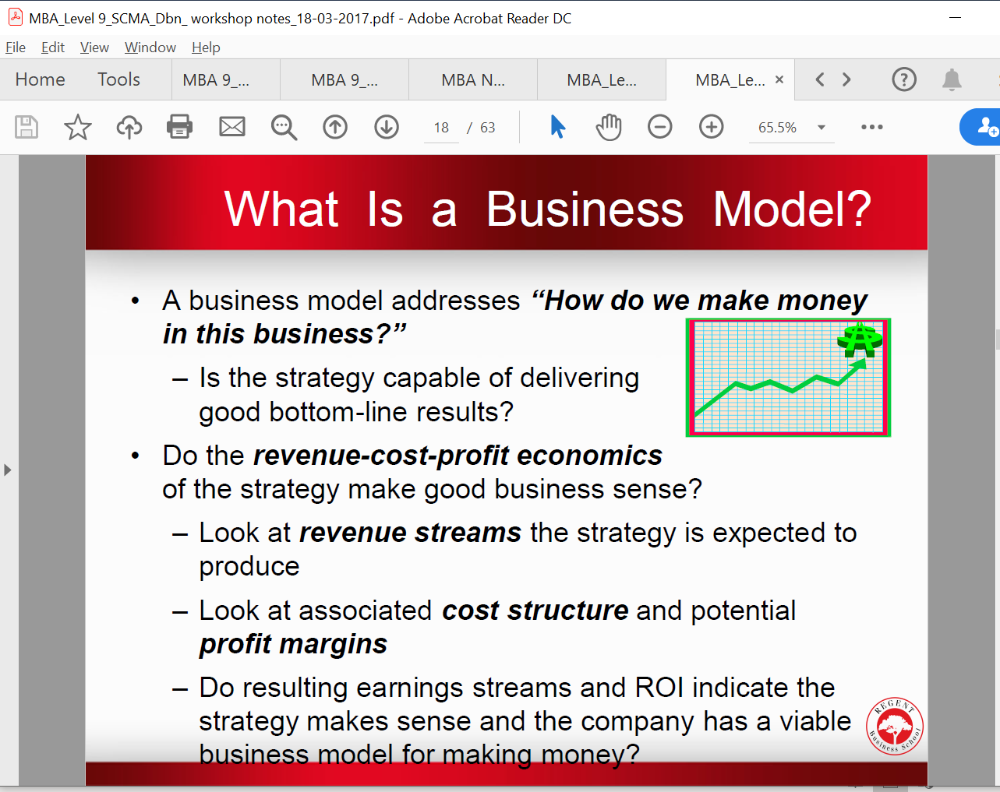 MBA_Level 9_SCMA_Dbn_ workshop notes_18-03-2017.pdf - Adobe Acrobat Reader DC
File Edit View Window Help
Home Tools MBA 9_... MBA 9_... MBA N... MBA_Le... MBA_Le... ×
18 / 63 65.5%
What Is a Business Model?
• A business model addresses “How do we make money
in this business?”
– Is the strategy capable of delivering
good bottom-line results?
• Do the revenue-cost-profit economics
of the strategy make good business sense?
– Look at revenue streams the strategy is expected to
produce
– Look at associated cost structure and potential
profit margins
– Do resulting earnings streams and ROI indicate the
strategy makes sense and the company has a viable
business model for making money?
REGENT
Business School